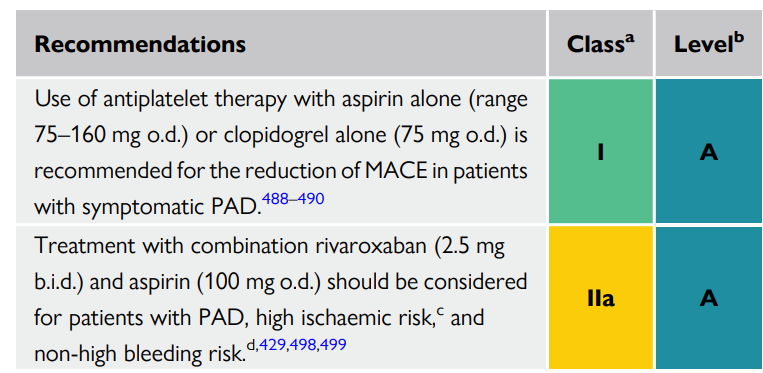 Recommendations Classᵃ Levelᵇ
Use of antiplatelet therapy with aspirin alone (range
75–160 mg o.d.) or clopidogrel alone (75 mg o.d.) is
recommended for the reduction of MACE in patients
with symptomatic PAD.⁴⁸⁸–⁴⁹⁰
I A
Treatment with combination rivaroxaban (2.5 mg
b.i.d.) and aspirin (100 mg o.d.) should be considered
for patients with PAD, high ischaemic risk,ᶜ and
non-high bleeding risk.ᵈ,⁴²⁹,⁴⁹⁸,⁴⁹⁹
IIa A